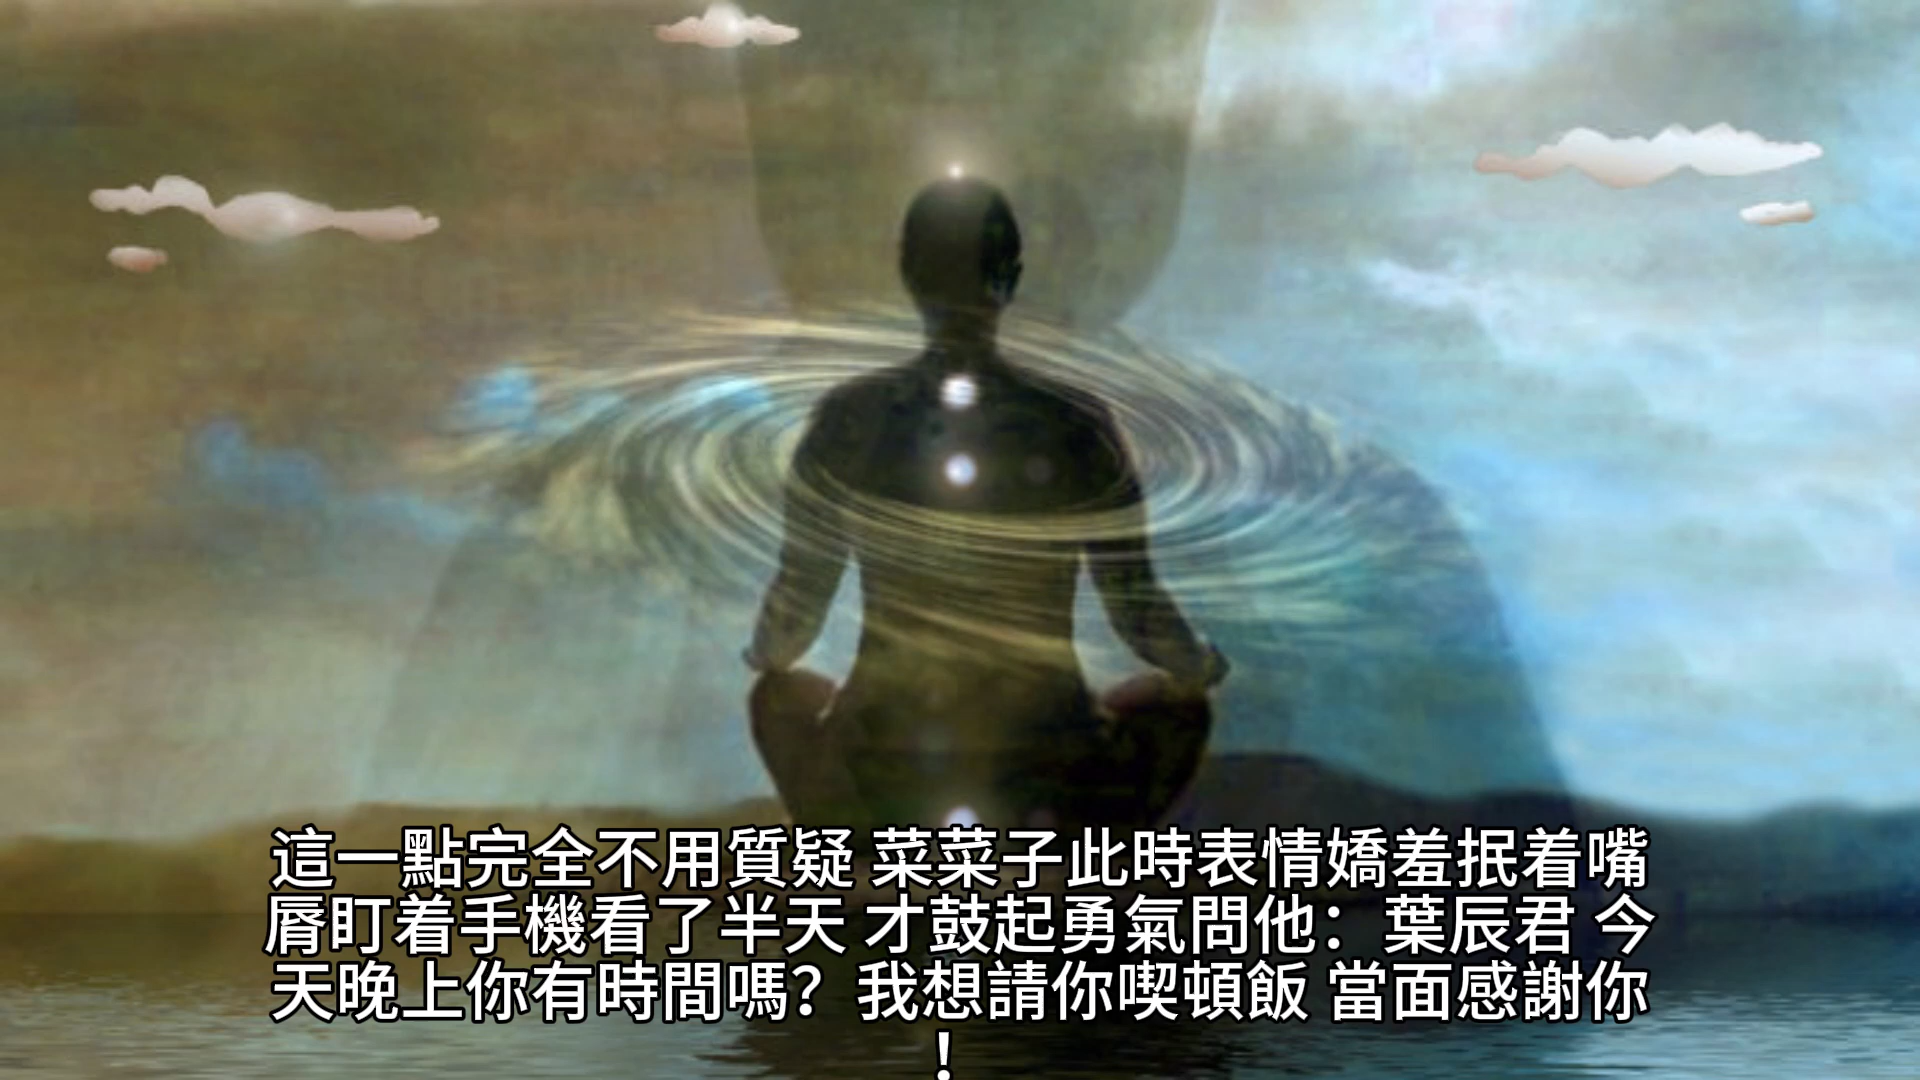 這一點完全不用質疑 菜菜子此時表情嬌羞抿着嘴
脣盯着手機看了半天 才鼓起勇氣問他：葉辰君 今
天晚上你有時間嗎？我想請你喫頓飯 當面感謝你
！